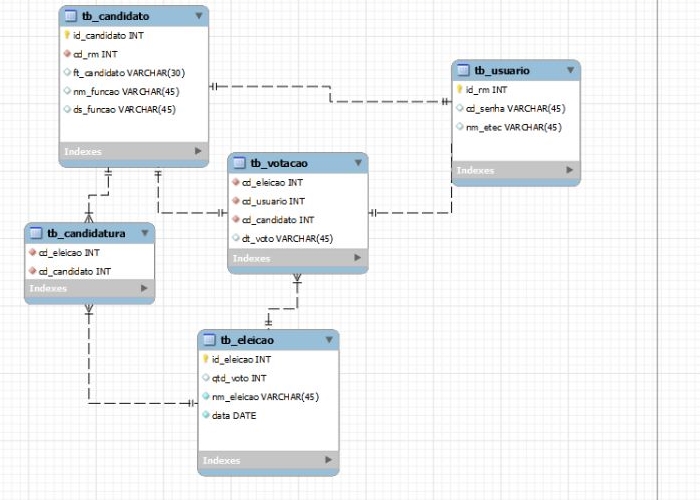 tb_candidato
id_candidato INT
cd_rm INT
ft_candidato VARCHAR(30)
nm_funcao VARCHAR(45)
ds_funcao VARCHAR(45)
Indexes
tb_usuario
id_rm INT
cd_senha VARCHAR(45)
nm_etec VARCHAR(45)
Indexes
tb_votacao
cd_eleicao INT
cd_usuario INT
cd_candidato INT
dt_voto VARCHAR(45)
Indexes
tb_candidatura
cd_eleicao INT
cd_candidato INT
Indexes
tb_eleicao
id_eleicao INT
qtd_voto INT
nm_eleicao VARCHAR(45)
data DATE
Indexes